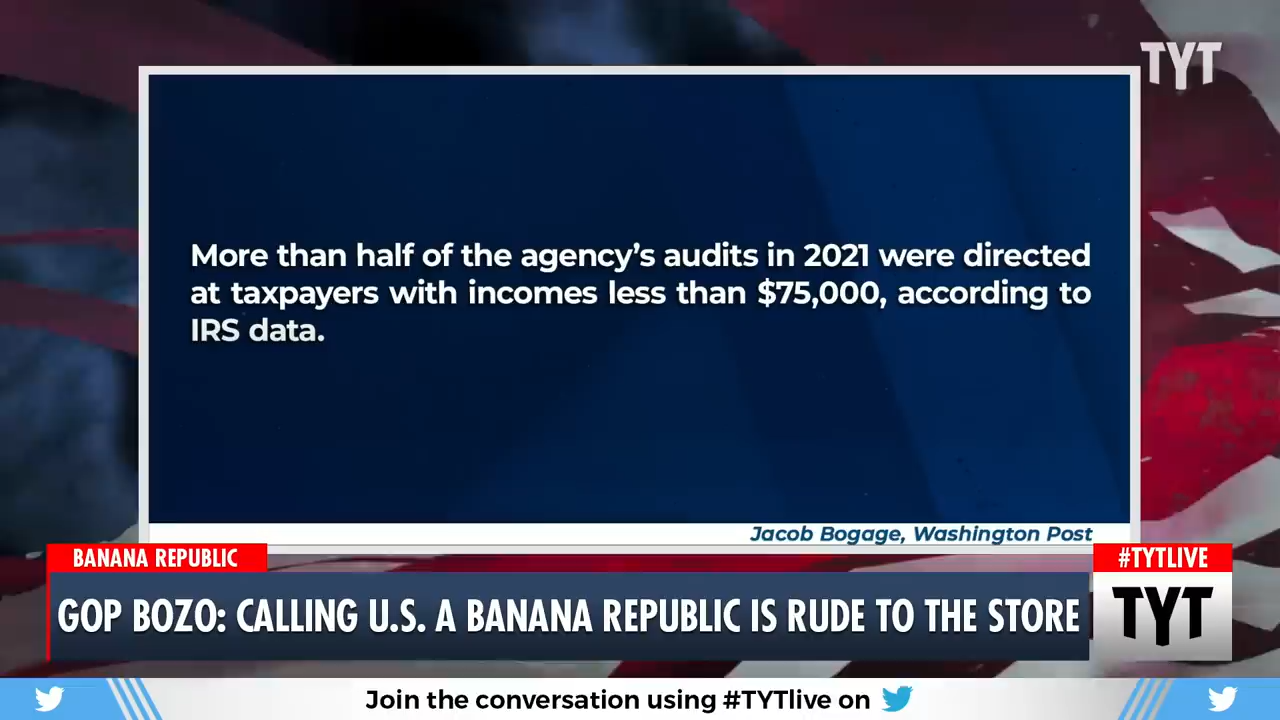 TYT
More than half of the agency's audits in 2021 were directed
at taxpayers with incomes less than $75,000, according to
IRS data.
Jacob Bogage, Washington Post
BANANA REPUBLIC
#TYTLIVE
GOP BOZO: CALLING U.S. A BANANA REPUBLIC IS RUDE TO THE STORE
TYT
Join the conversation using #TYTlive on